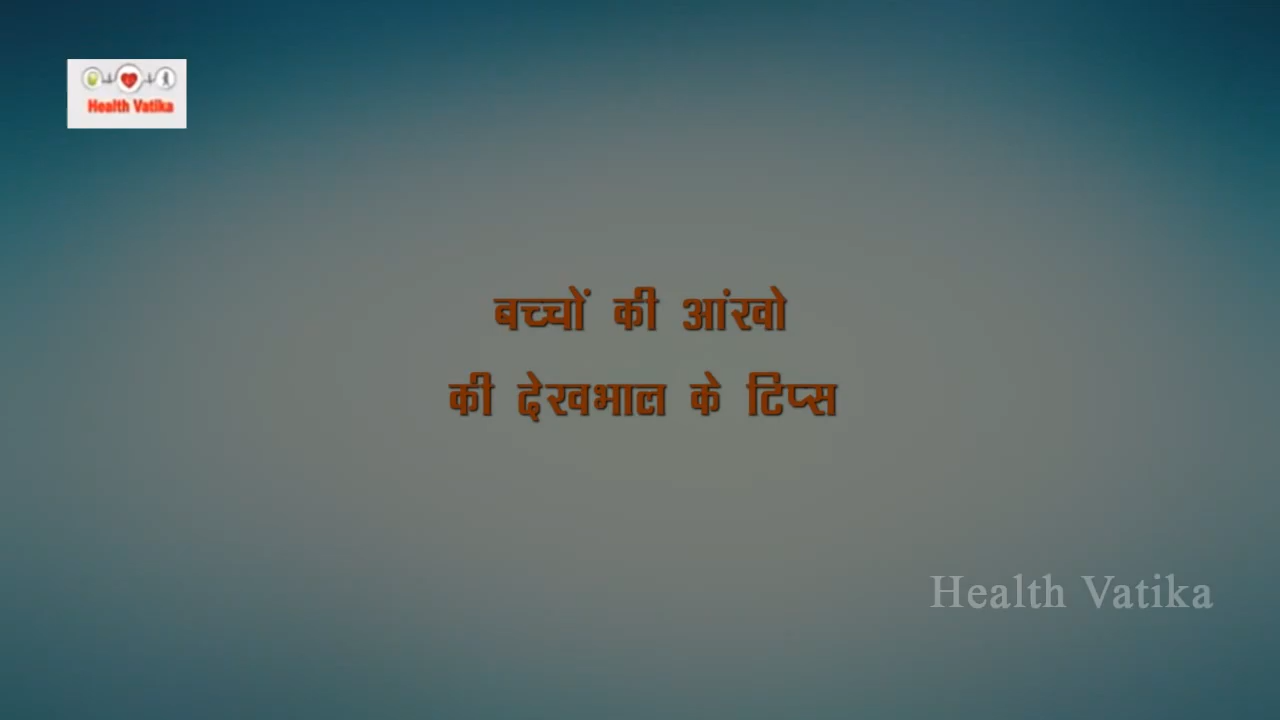 Health Vatika
बच्चों की आंखो
की देखभाल के टिप्स
Health Vatika